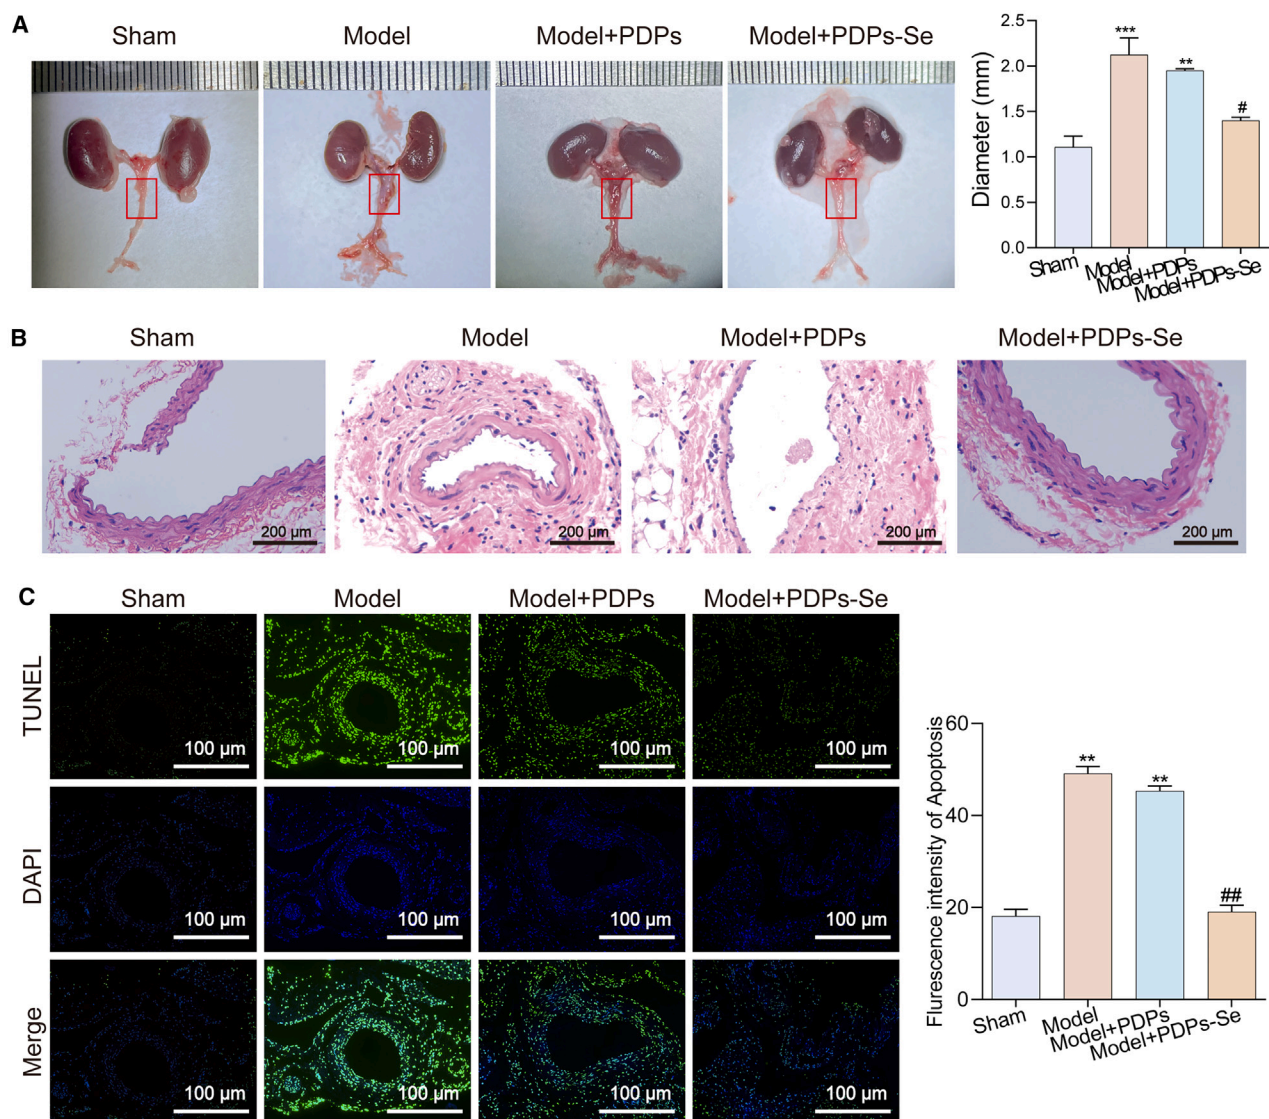 A
Sham
Model
Model+PDPs
Model+PDPs-Se
Diameter (mm)
2.5
2.0
1.5
1.0
0.5
0.0
***
**
#
Sham
Model
Model+PDPs
Model+PDPs-Se
B
Sham
Model
Model+PDPs
Model+PDPs-Se
200 µm
200 µm
200 µm
200 µm
C
Sham
Model
Model+PDPs
Model+PDPs-Se
TUNEL
100 µm
100 µm
100 µm
100 µm
DAPI
100 µm
100 µm
100 µm
100 µm
Merge
100 µm
100 µm
100 µm
100 µm
Flurescence intensity of Apoptosis
60
40
20
0
**
**
##
Sham
Model
Model+PDPs
Model+PDPs-Se